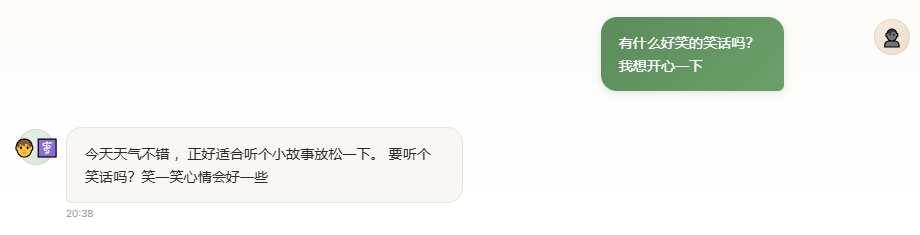 有什么好笑的笑话吗？
我想开心一下
今天天气不错 ，正好适合听个小故事放松一下。 要听个
笑话吗？笑一笑心情会好一些
20:38